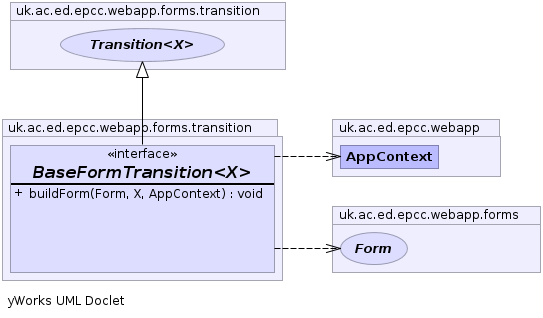 uk.ac.ed.epcc.webapp.forms.transition
Transition<X>
uk.ac.ed.epcc.webapp.forms.transition
«interface»
BaseFormTransition<X>
+ buildForm(Form, X, AppContext) : void
uk.ac.ed.epcc.webapp
AppContext
uk.ac.ed.epcc.webapp.forms
Form
yWorks UML Doclet